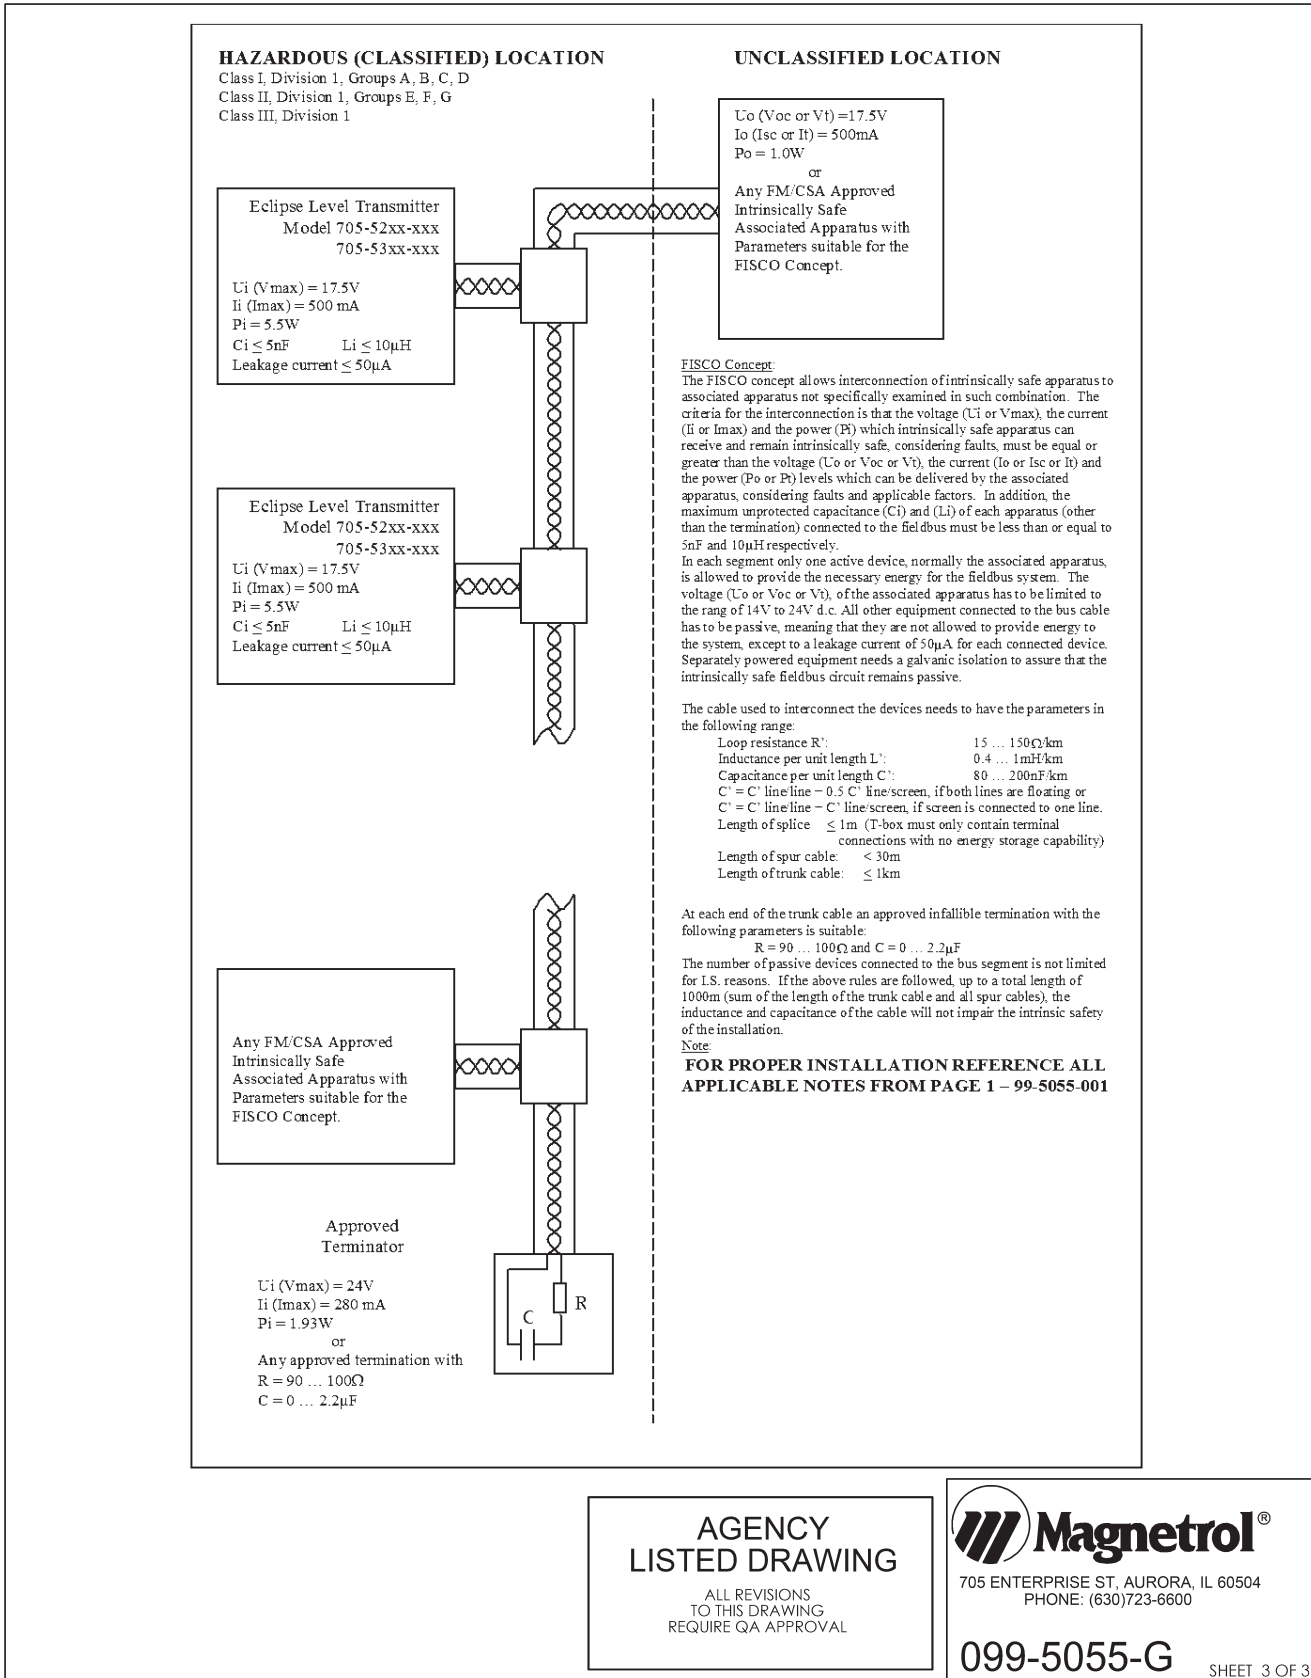 HAZARDOUS (CLASSIFIED) LOCATION
Class I, Division 1, Groups A, B, C, D
Class II, Division 1, Groups E, F, G
Class III, Division 1
UNCLASSIFIED LOCATION
Uo (Voc or Vt) =17.5V
Io (Isc or It) = 500mA
Po = 1.0W
or
Any FM/CSA Approved
Intrinsically Safe
Associated Apparatus with
Parameters suitable for the
FISCO Concept.
Eclipse Level Transmitter
Model 705-52xx-xxx
705-53xx-xxx
Ui (Vmax) = 17.5V
Ii (Imax) = 500 mA
Pi = 5.5W
Ci ≤ 5nF Li ≤ 10µH
Leakage current ≤ 50µA
Eclipse Level Transmitter
Model 705-52xx-xxx
705-53xx-xxx
Ui (Vmax) = 17.5V
Ii (Imax) = 500 mA
Pi = 5.5W
Ci ≤ 5nF Li ≤ 10µH
Leakage current ≤ 50µA
Any FM/CSA Approved
Intrinsically Safe
Associated Apparatus with
Parameters suitable for the
FISCO Concept.
Approved
Terminator
Ui (Vmax) = 24V
Ii (Imax) = 280 mA
Pi = 1.93W
or
Any approved termination with
R = 90 … 100Ω
C = 0 … 2.2µF
R
C
FISCO Concept:
The FISCO concept allows interconnection of intrinsically safe apparatus to
associated apparatus not specifically examined in such combination. The
criteria for the interconnection is that the voltage (Ui or Vmax), the current
(Ii or Imax) and the power (Pi) which intrinsically safe apparatus can
receive and remain intrinsically safe, considering faults, must be equal or
greater than the voltage (Uo or Voc or Vt), the current (Io or Isc or It) and
the power (Po or Pt) levels which can be delivered by the associated
apparatus, considering faults and applicable factors. In addition, the
maximum unprotected capacitance (Ci) and (Li) of each apparatus (other
than the termination) connected to the fieldbus must be less than or equal to
5nF and 10µH respectively.
In each segment only one active device, normally the associated apparatus,
is allowed to provide the necessary energy for the fieldbus system. The
voltage (Uo or Voc or Vt), of the associated apparatus has to be limited to
the rang of 14V to 24V d.c. All other equipment connected to the bus cable
has to be passive, meaning that they are not allowed to provide energy to
the system, except to a leakage current of 50µA for each connected device.
Separately powered equipment needs a galvanic isolation to assure that the
intrinsically safe fieldbus circuit remains passive.
The cable used to interconnect the devices needs to have the parameters in
the following range:
Loop resistance R': 15 … 150Ω/km
Inductance per unit length L': 0.4 … 1mH/km
Capacitance per unit length C': 80 … 200nF/km
C' = C' line/line − 0.5 C' line/screen, if both lines are floating or
C' = C' line/line − C' line/screen, if screen is connected to one line.
Length of splice ≤ 1m (T-box must only contain terminal
connections with no energy storage capability)
Length of spur cable: < 30m
Length of trunk cable: ≤ 1km
At each end of the trunk cable an approved infallible termination with the
following parameters is suitable:
R = 90 … 100Ω and C = 0 … 2.2µF
The number of passive devices connected to the bus segment is not limited
for I.S. reasons. If the above rules are followed, up to a total length of
1000m (sum of the length of the trunk cable and all spur cables), the
inductance and capacitance of the cable will not impair the intrinsic safety
of the installation.
Note:
FOR PROPER INSTALLATION REFERENCE ALL
APPLICABLE NOTES FROM PAGE 1 – 99-5055-001
AGENCY
LISTED DRAWING
ALL REVISIONS
TO THIS DRAWING
REQUIRE QA APPROVAL
Magnetrol®
705 ENTERPRISE ST, AURORA, IL 60504
PHONE: (630)723-6600
099-5055-G SHEET 3 OF 3